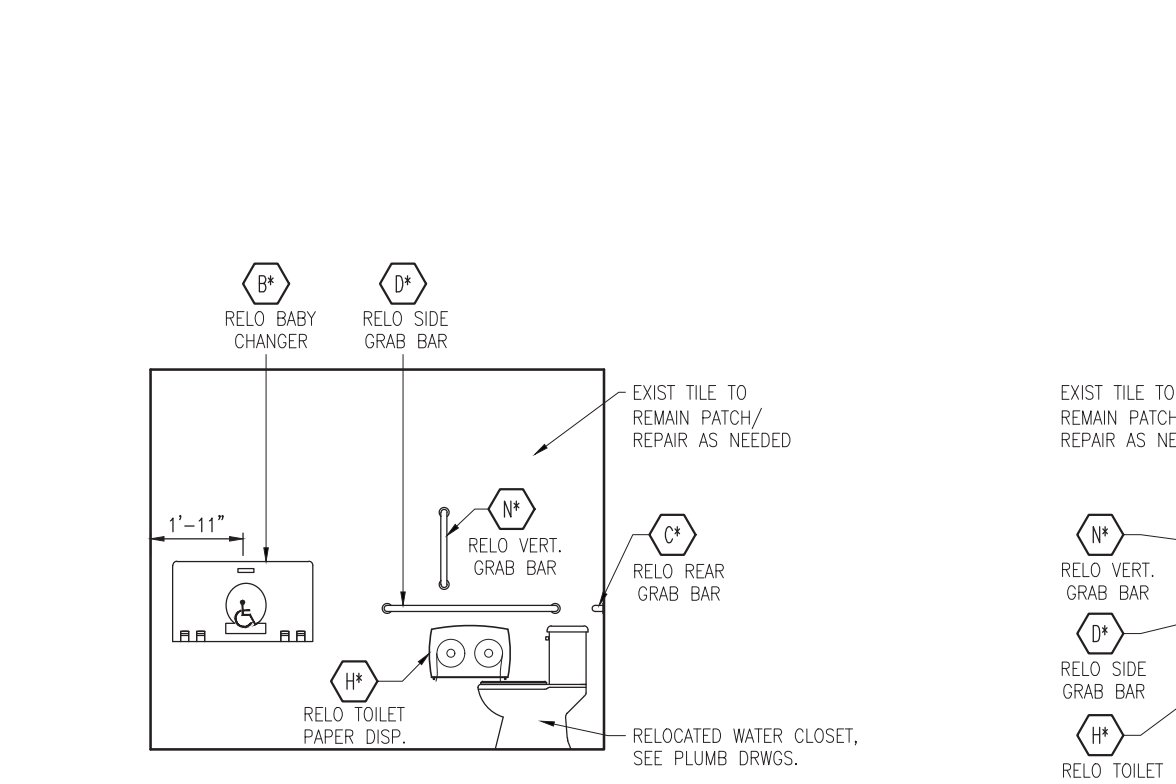 B*
RELO BABY
CHANGER
D*
RELO SIDE
GRAB BAR
EXIST TILE TO
REMAIN PATCH/
REPAIR AS NEEDED
1'-11"
N*
RELO VERT.
GRAB BAR
C*
RELO REAR
GRAB BAR
H*
RELO TOILET
PAPER DISP.
RELOCATED WATER CLOSET,
SEE PLUMB DRWGS.
EXIST TILE TO
REMAIN PATCH
REPAIR AS NE
N*
RELO VERT.
GRAB BAR
D*
RELO SIDE
GRAB BAR
H*
RELO TOILET